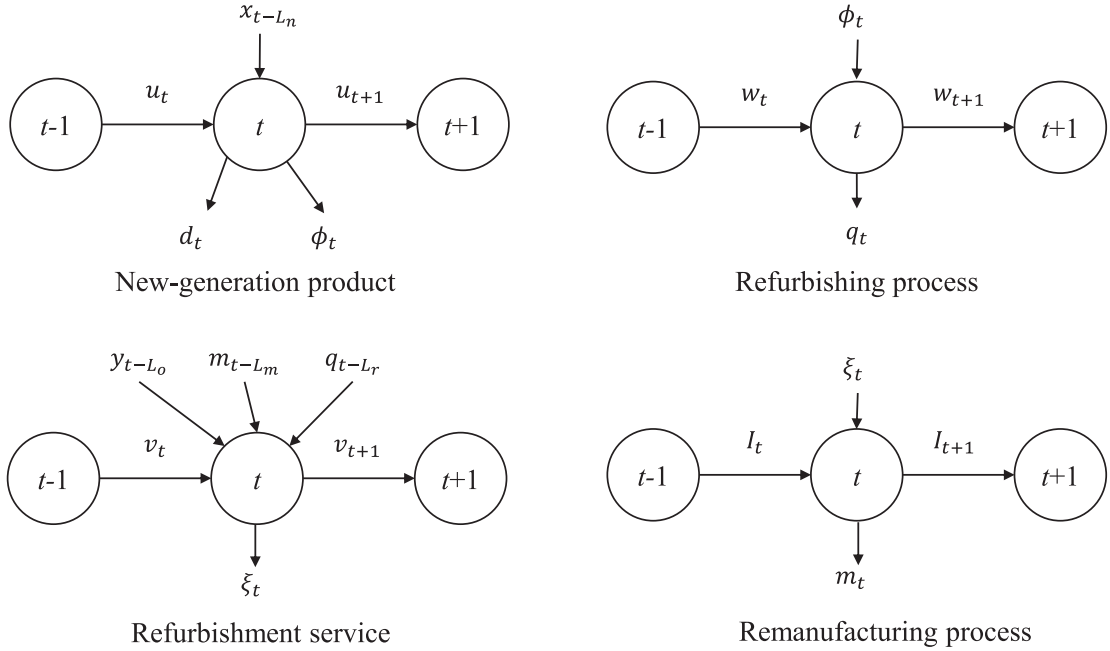 x_{t−L_n}
u_t
u_{t+1}
t-1
t
t+1
d_t
ϕ_t
New-generation product
ϕ_t
w_t
w_{t+1}
t-1
t
t+1
q_t
Refurbishing process
y_{t−L_o}
m_{t−L_m}
q_{t−L_r}
v_t
v_{t+1}
t-1
t
t+1
ξ_t
Refurbishment service
ξ_t
I_t
I_{t+1}
t-1
t
t+1
m_t
Remanufacturing process